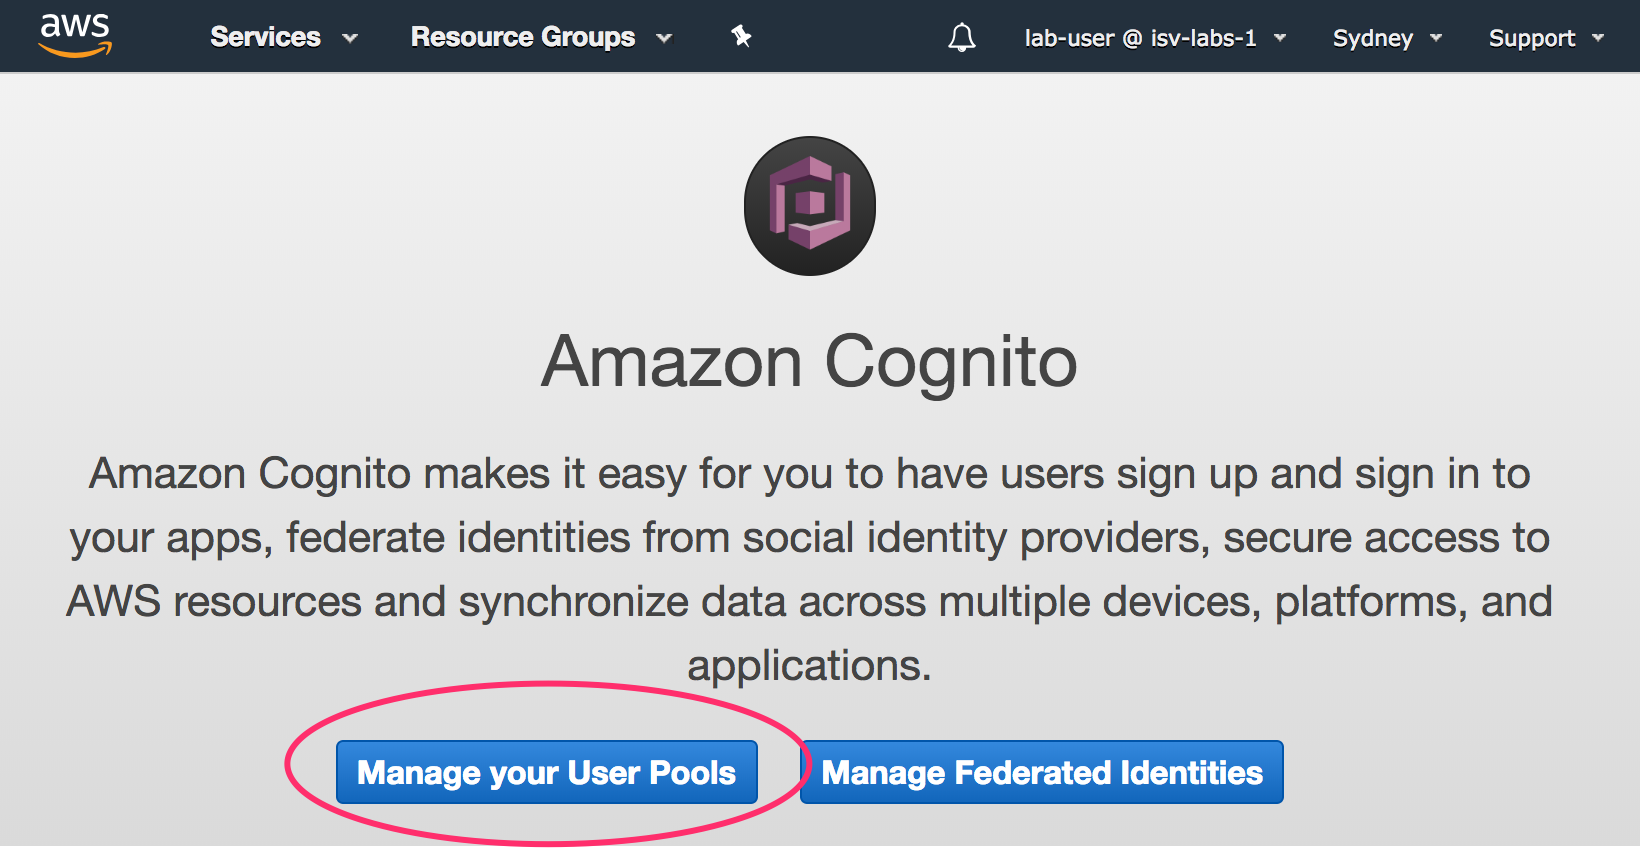 aws Services Resource Groups lab-user @ isv-labs-1 Sydney Support
Amazon Cognito
Amazon Cognito makes it easy for you to have users sign up and sign in to
your apps, federate identities from social identity providers, secure access to
AWS resources and synchronize data across multiple devices, platforms, and
applications.
Manage your User Pools Manage Federated Identities